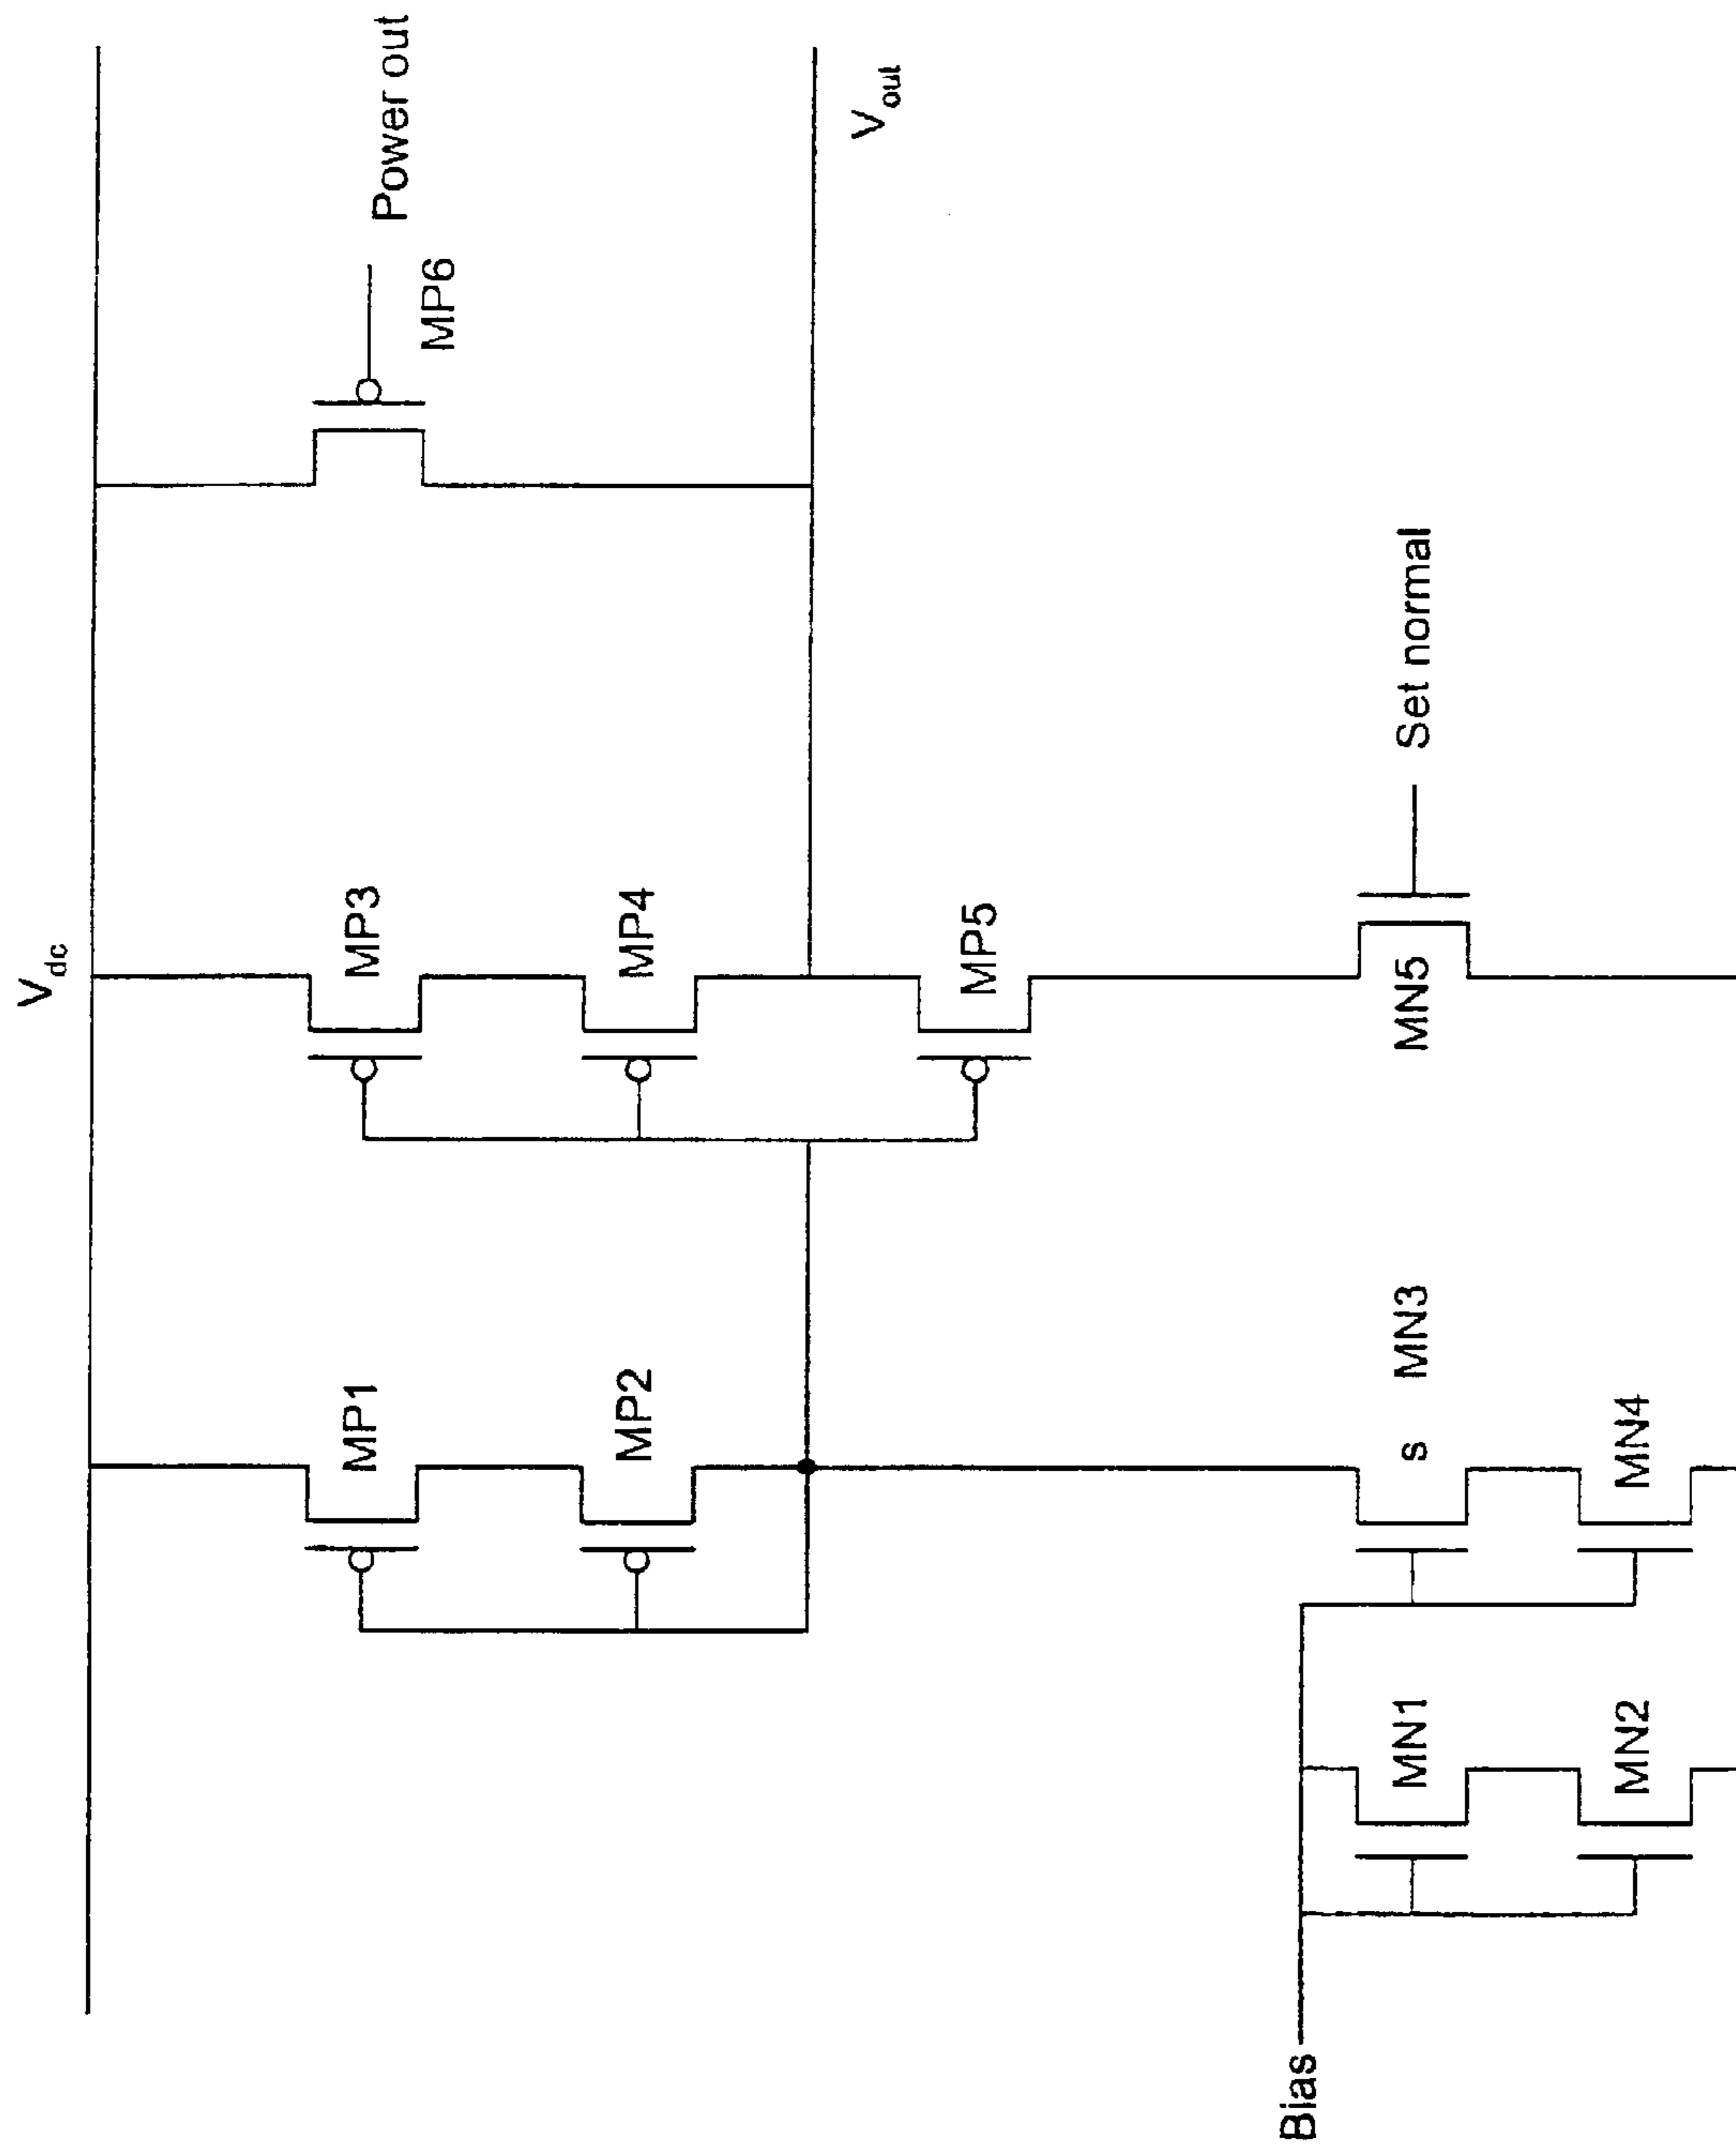 V_dc
Power out
MP6
V_out
MP3
MP4
MP5
MP1
MP2
Set normal
MN5
s MN3
MN4
MN1
MN2
Bias